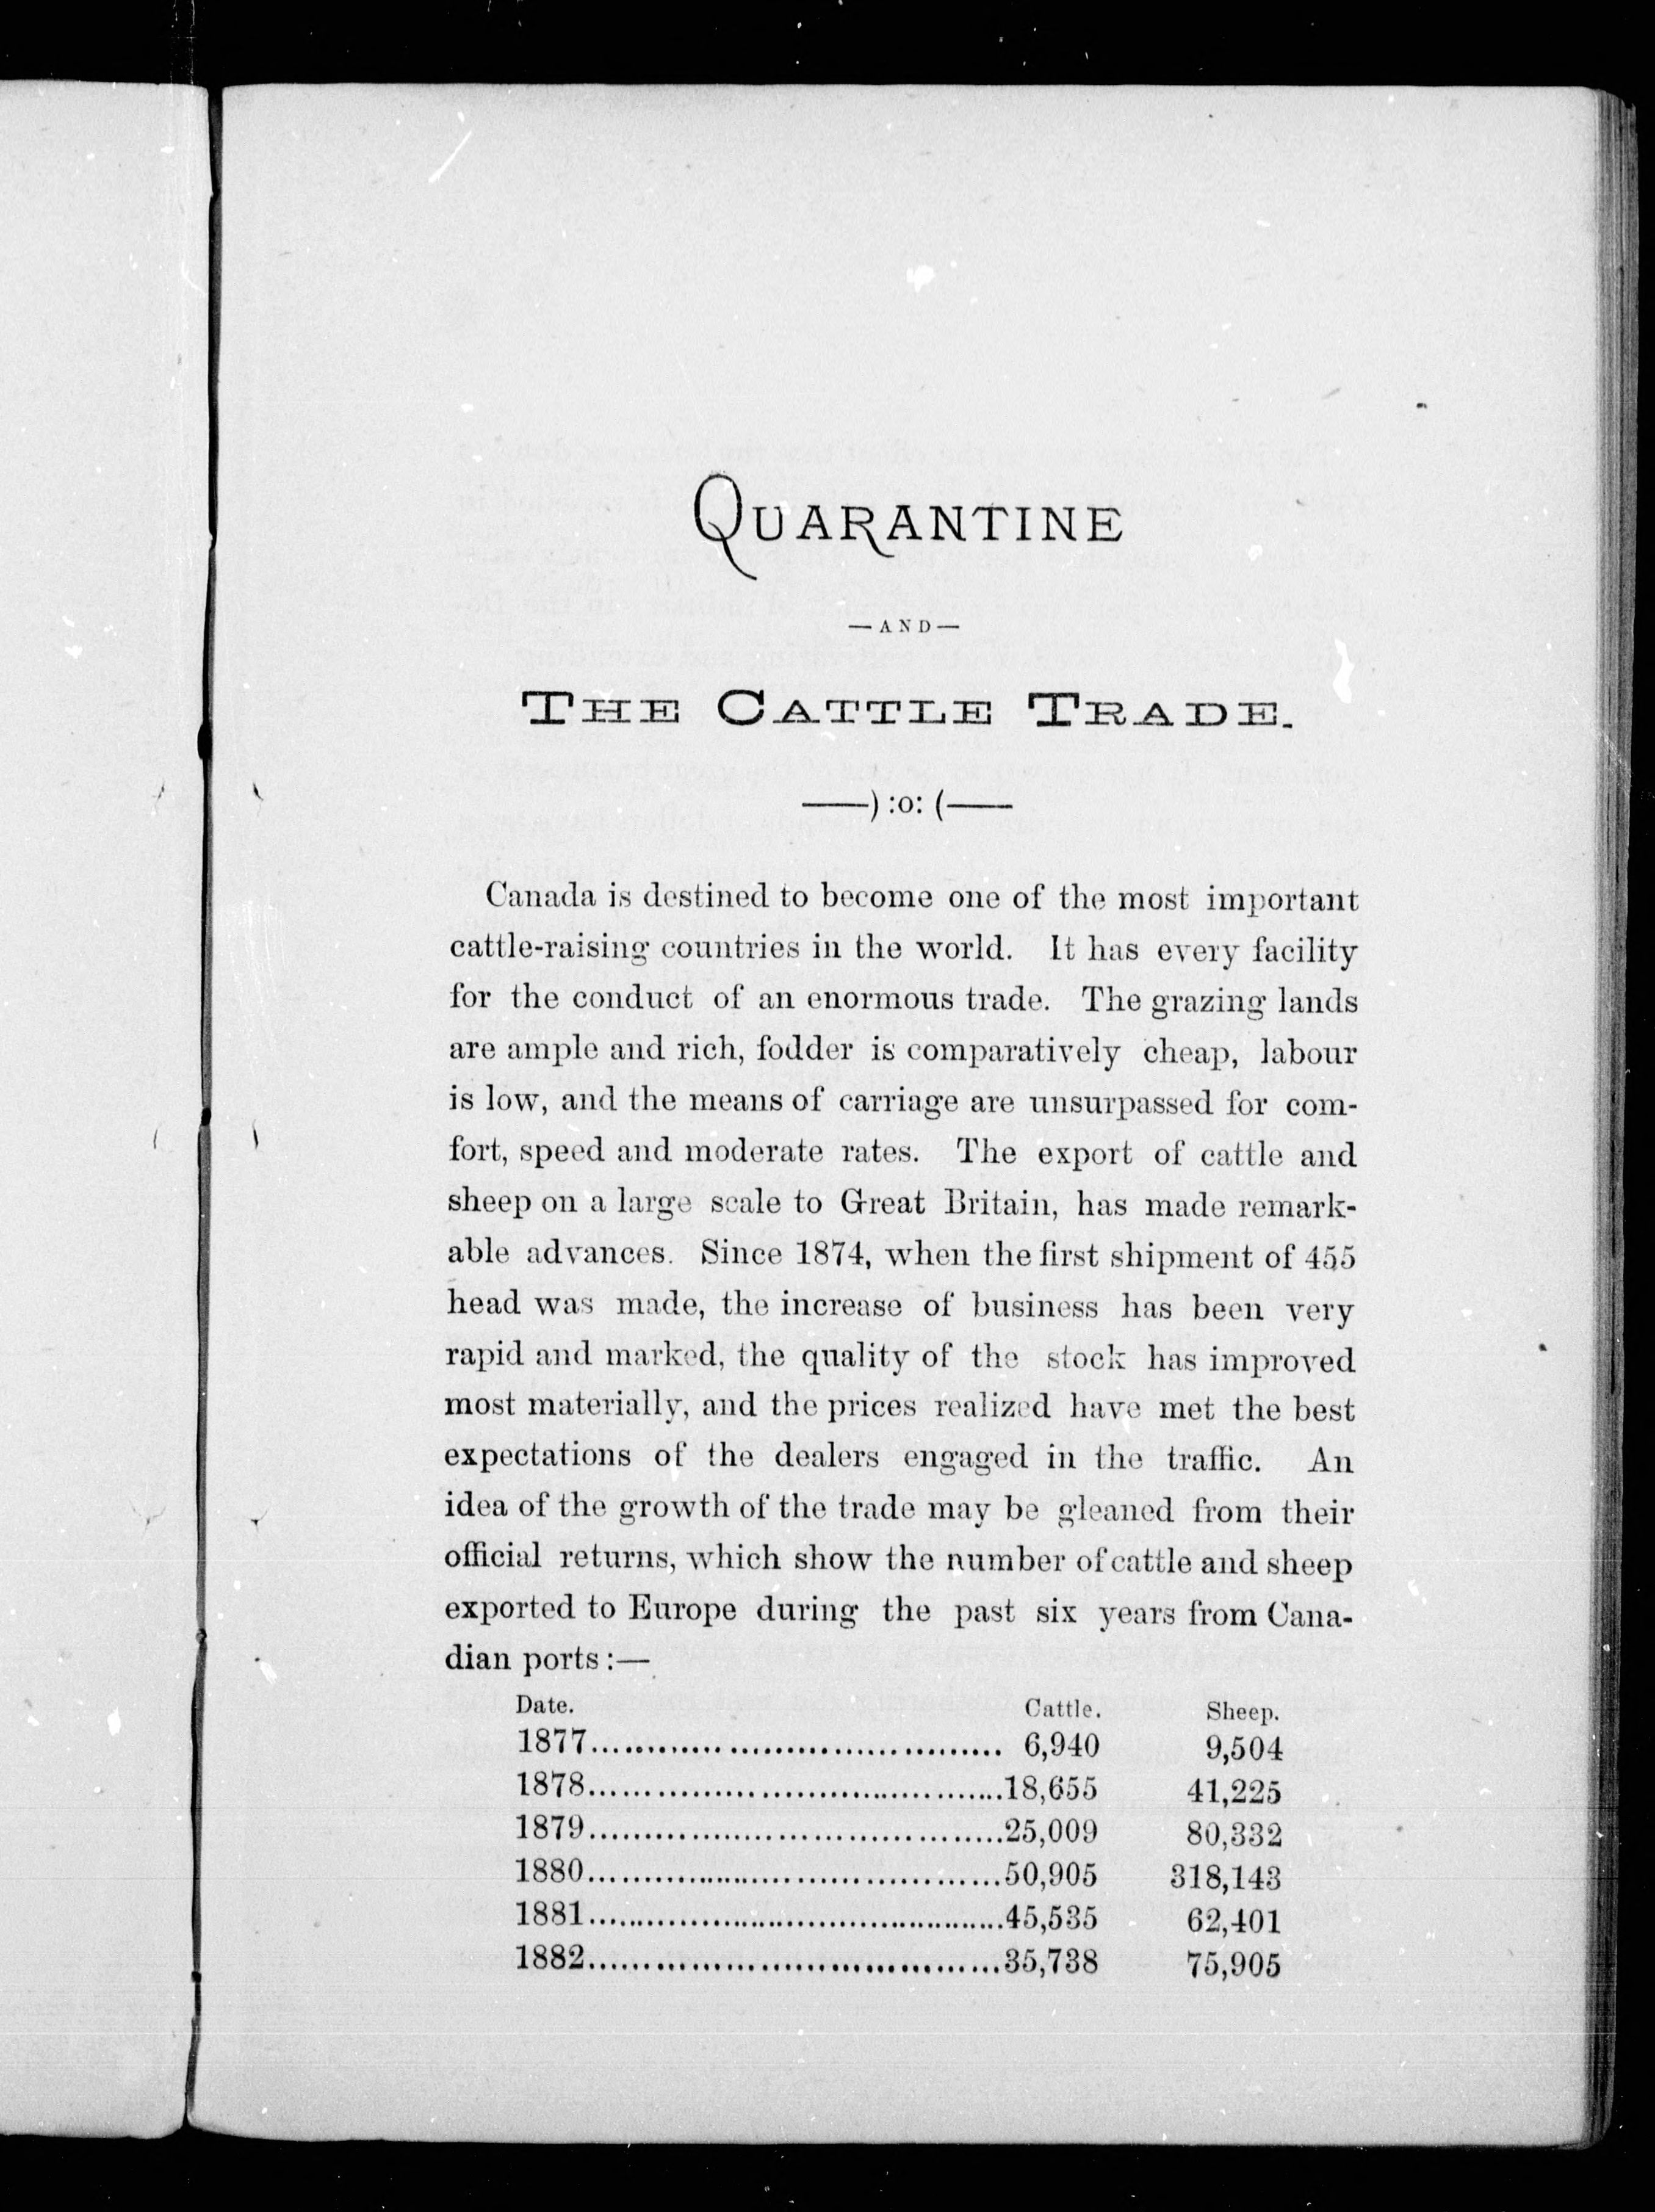 QUARANTINE
—AND—
THE CATTLE TRADE.
——) :o: (——
Canada is destined to become one of the most important
cattle-raising countries in the world. It has every facility
for the conduct of an enormous trade. The grazing lands
are ample and rich, fodder is comparatively cheap, labour
is low, and the means of carriage are unsurpassed for com-
fort, speed and moderate rates. The export of cattle and
sheep on a large scale to Great Britain, has made remark-
able advances. Since 1874, when the first shipment of 455
head was made, the increase of business has been very
rapid and marked, the quality of the stock has improved
most materially, and the prices realized have met the best
expectations of the dealers engaged in the traffic. An
idea of the growth of the trade may be gleaned from their
official returns, which show the number of cattle and sheep
exported to Europe during the past six years from Cana-
dian ports :—
Date. Cattle. Sheep.
1877........................................ 6,940 9,504
1878........................................18,655 41,225
1879........................................25,009 80,332
1880........................................50,905 318,143
1881........................................45,535 62,401
1882........................................35,738 75,905